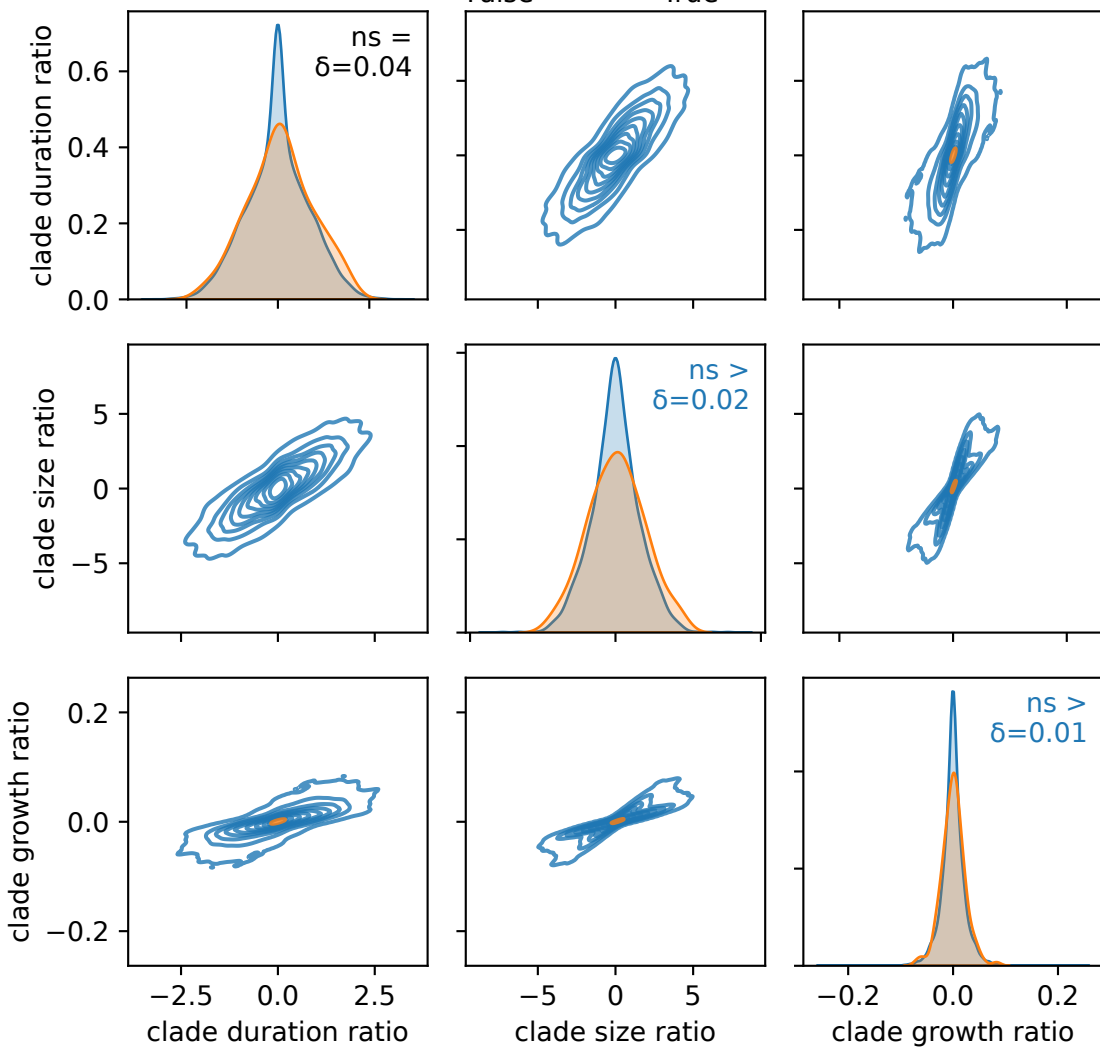 clade duration ratio
0.6
0.4
0.2
0.0
ns =
δ=0.04
clade size ratio
5
0
−5
ns >
δ=0.02
clade growth ratio
0.2
0.0
−0.2
ns >
δ=0.01
−2.5 0.0 2.5
−5 0 5
−0.2 0.0 0.2
clade duration ratio
clade size ratio
clade growth ratio